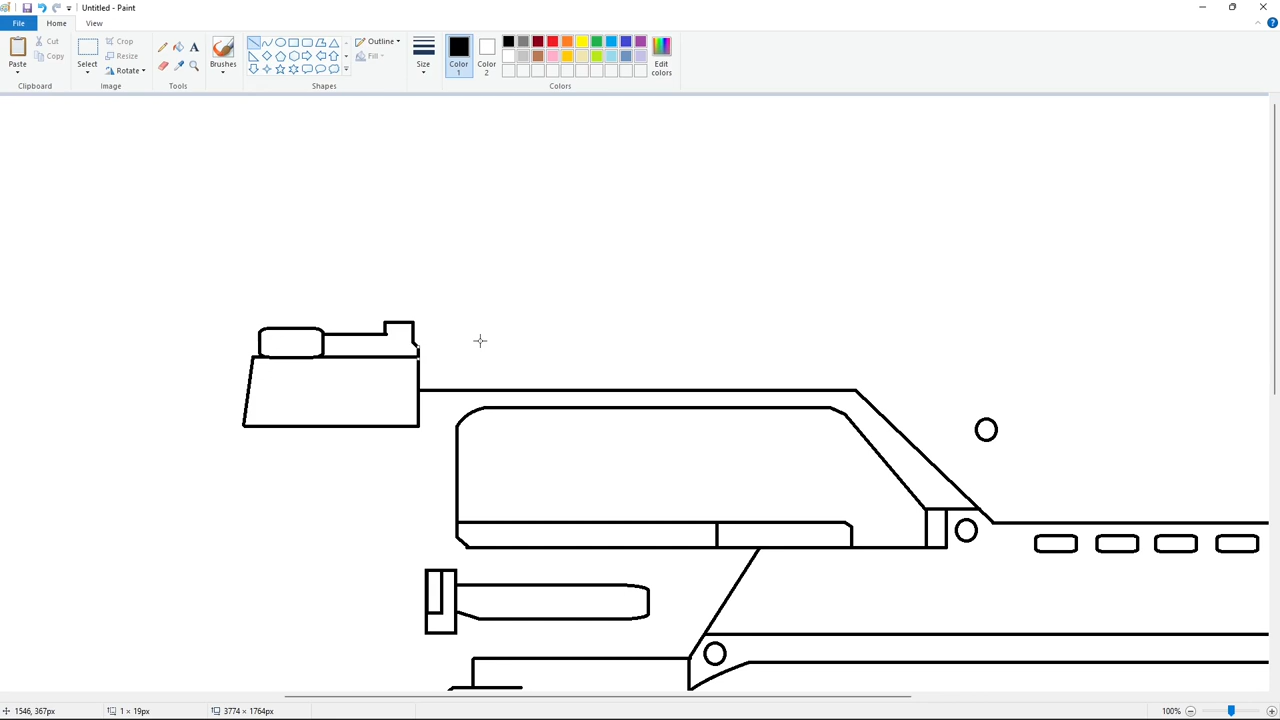 Untitled - Paint
File Home View
Paste Cut Copy
Select Crop Resize Rotate
A
Brushes
Outline Fill
Size
Color 1 Color 2
Edit colors
Clipboard Image Tools Shapes Colors
1546, 367px 1 × 19px 3774 × 1764px 100%